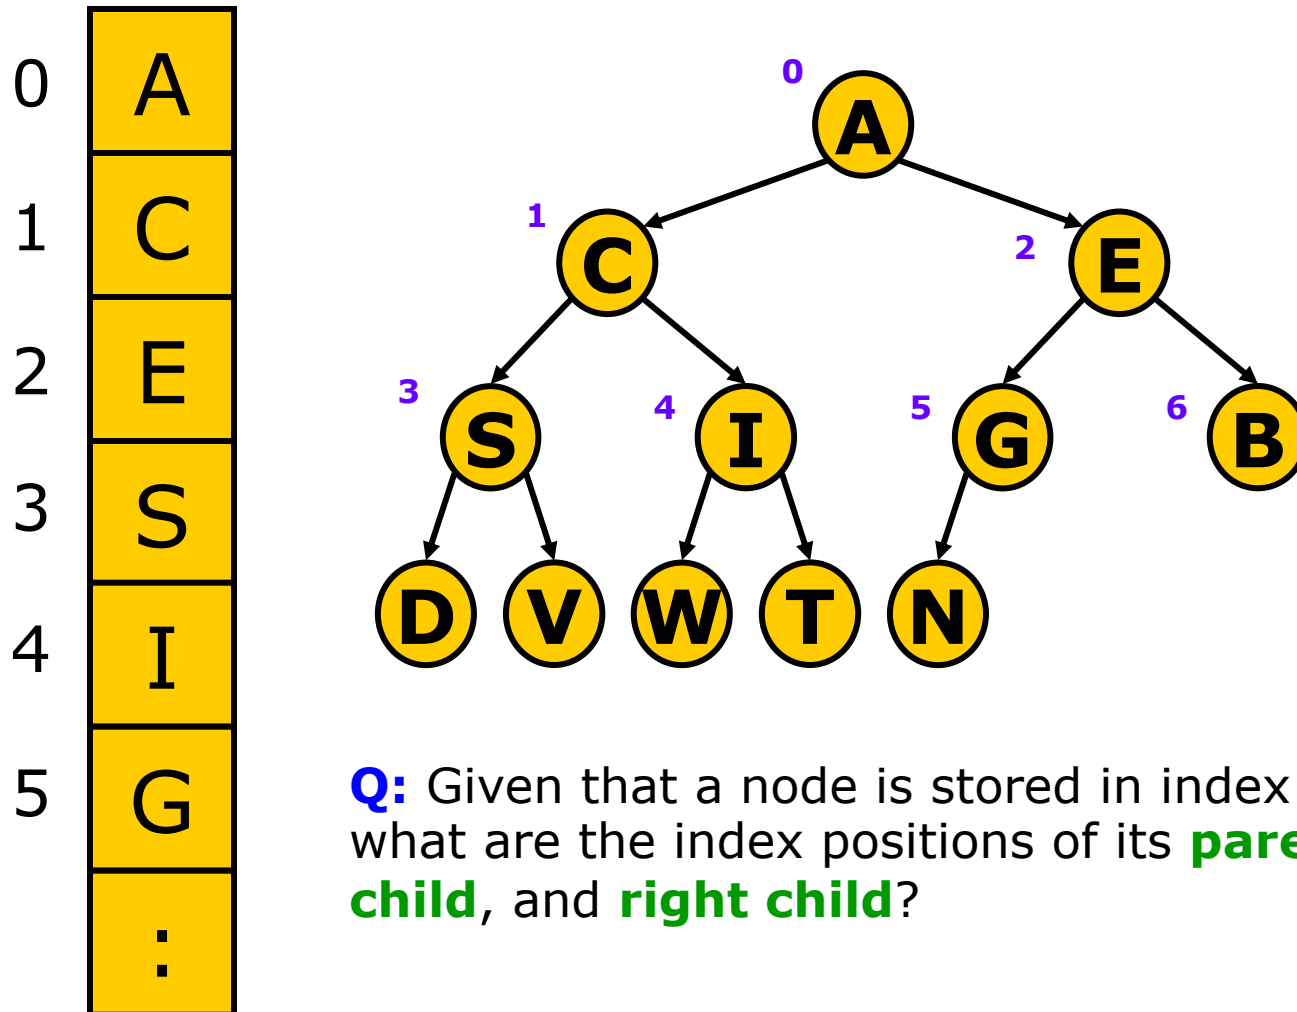 0 A
1 C
2 E
3 S
4 I
5 G
:
0
A
1 2
C E
3 4 5 6
S I G B
D V W T N
Q: Given that a node is stored in index
what are the index positions of its pare
child, and right child?